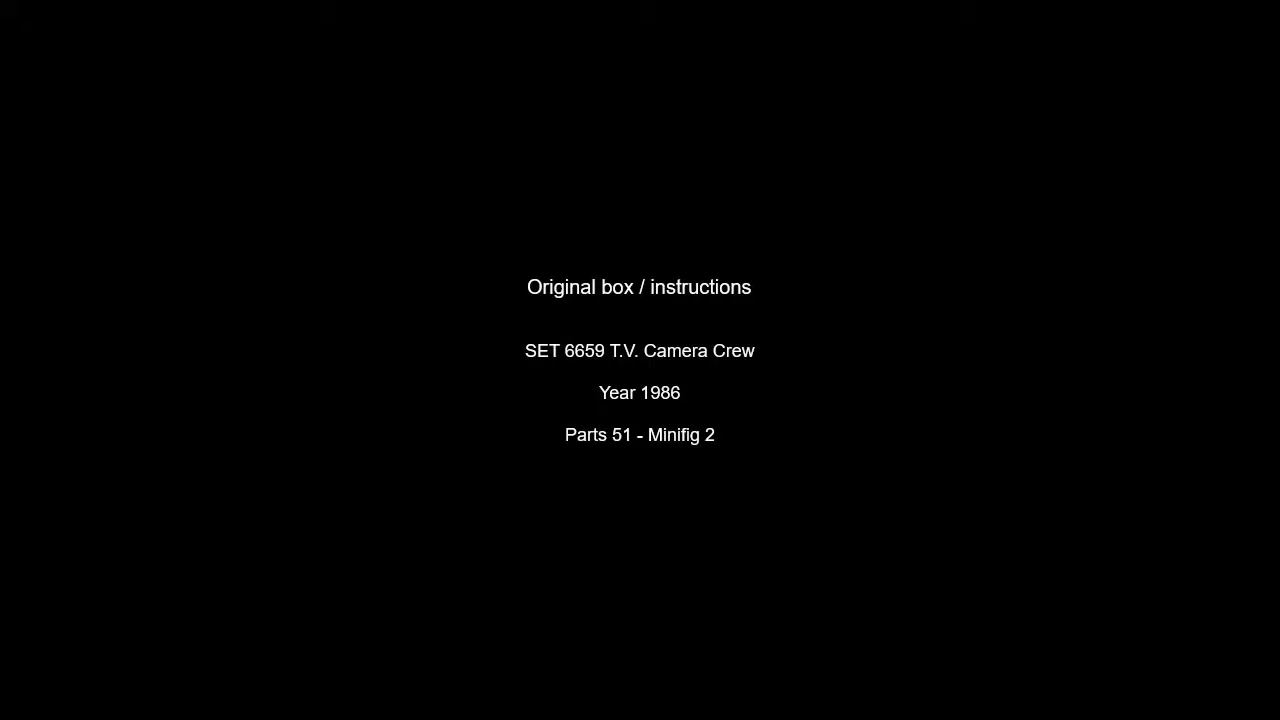 Original box / instructions
SET 6659 T.V. Camera Crew
Year 1986
Parts 51 - Minifig 2